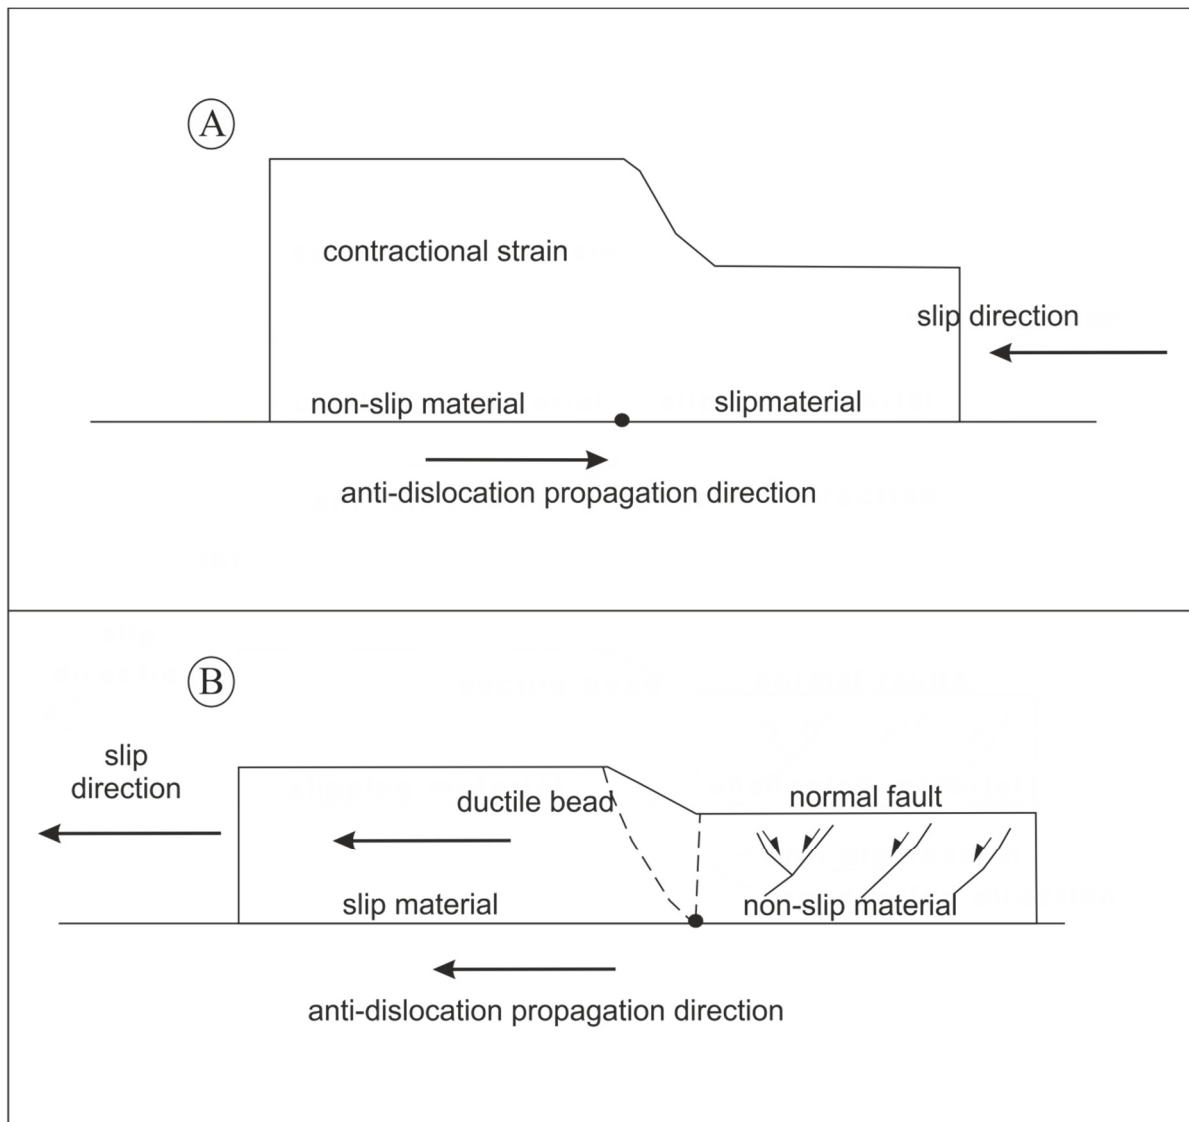 A
contractional strain
slip direction
non-slip material
slipmaterial
anti-dislocation propagation direction
B
slip
direction
ductile bead
normal fault
slip material
non-slip material
anti-dislocation propagation direction